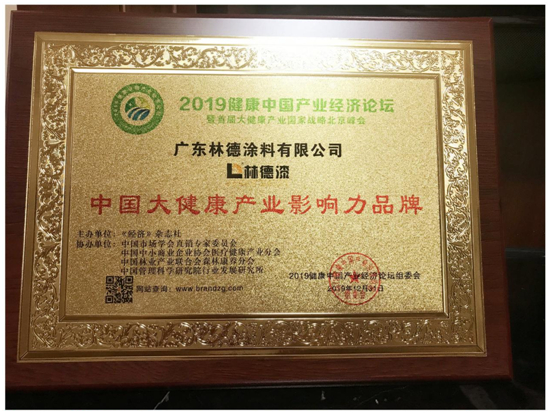 2019健康中国产业经济论坛
暨首届大健康产业国家战略北京峰会
广东林德涂料有限公司
林德漆
中国大健康产业影响力品牌
主办单位:《经济》杂志社
协办单位:中国市场学会直销专家委员会
中国中小商业企业协会医疗健康产业分会
中国林业产业联合会森林康养分会
中国管理科学研究院行业发展研究所
网站查询:www.brandzg.com
2019健康中国产业经济论坛组委会
2019年12月31日